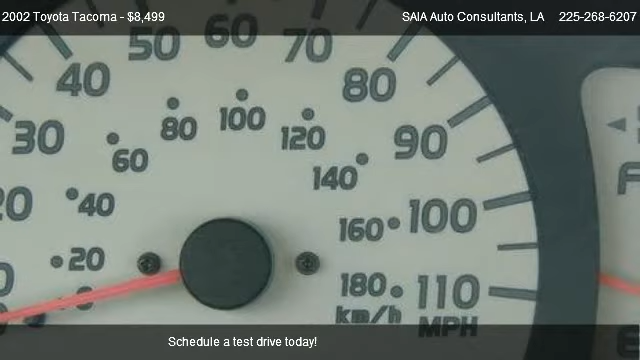 2002 Toyota Tacoma - $8,499
SAIA Auto Consultants, LA 225-268-6207
50 60 70
40 80
30 80 100 120 90
60 140
20 40 160 100
20
0 180 110
km/h MPH
F
E
Schedule a test drive today!